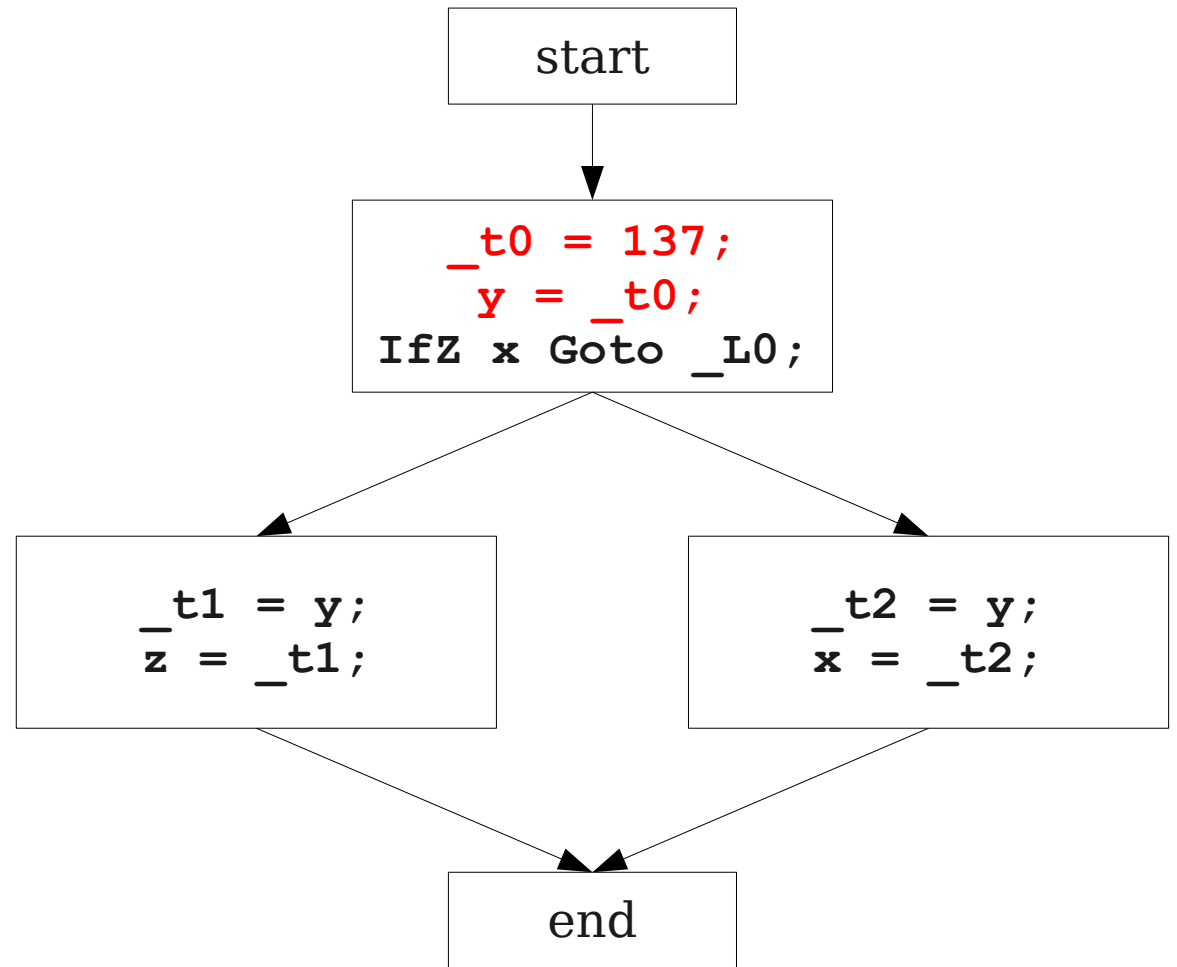 start
_t0 = 137;
y = _t0;
IfZ x Goto _L0;
_t1 = y;
z = _t1;
_t2 = y;
x = _t2;
end